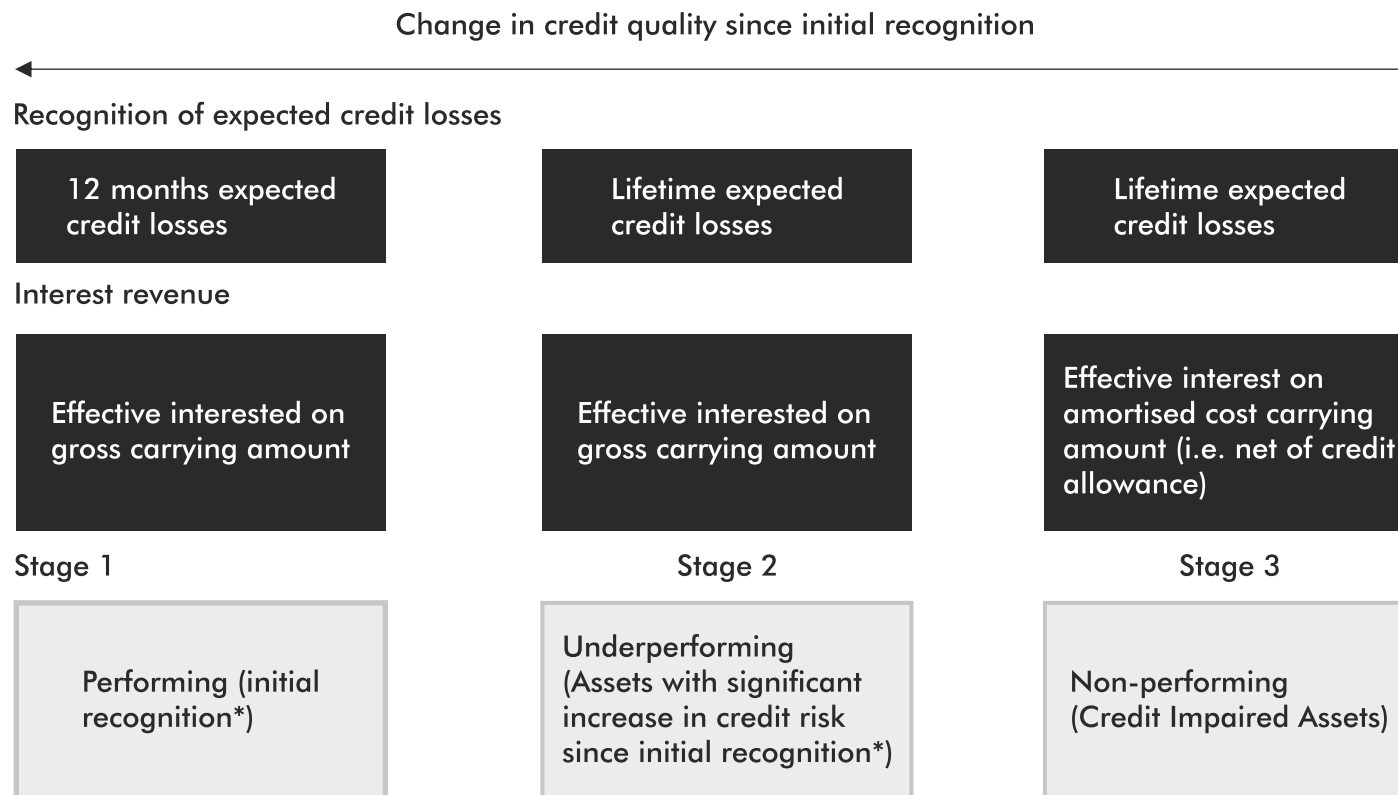 Change in credit quality since initial recognition
Recognition of expected credit losses
12 months expected
credit losses
Lifetime expected
credit losses
Lifetime expected
credit losses
Interest revenue
Effective interested on
gross carrying amount
Effective interested on
gross carrying amount
Effective interest on
amortised cost carrying
amount (i.e. net of credit
allowance)
Stage 1
Stage 2
Stage 3
Performing (initial
recognition*)
Underperforming
(Assets with significant
increase in credit risk
since initial recognition*)
Non-performing
(Credit Impaired Assets)